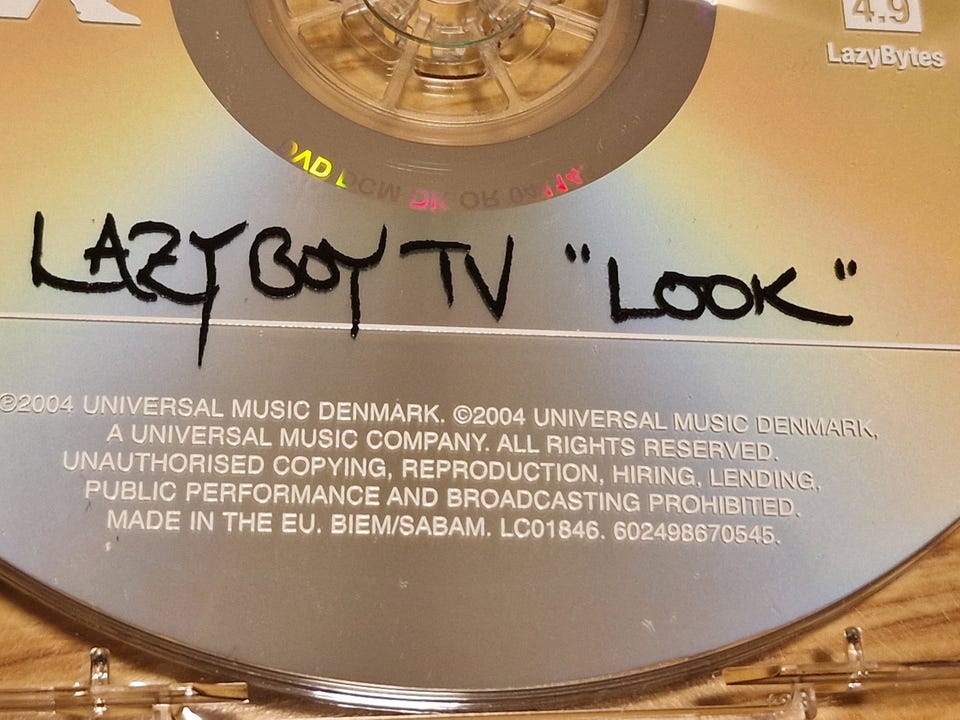 4.9
LazyBytes
LAZYBOY TV "LOOK"
℗2004 UNIVERSAL MUSIC DENMARK. ©2004 UNIVERSAL MUSIC DENMARK,
A UNIVERSAL MUSIC COMPANY. ALL RIGHTS RESERVED.
UNAUTHORISED COPYING, REPRODUCTION, HIRING, LENDING,
PUBLIC PERFORMANCE AND BROADCASTING PROHIBITED.
MADE IN THE EU. BIEM/SABAM. LC01846. 602498670545.